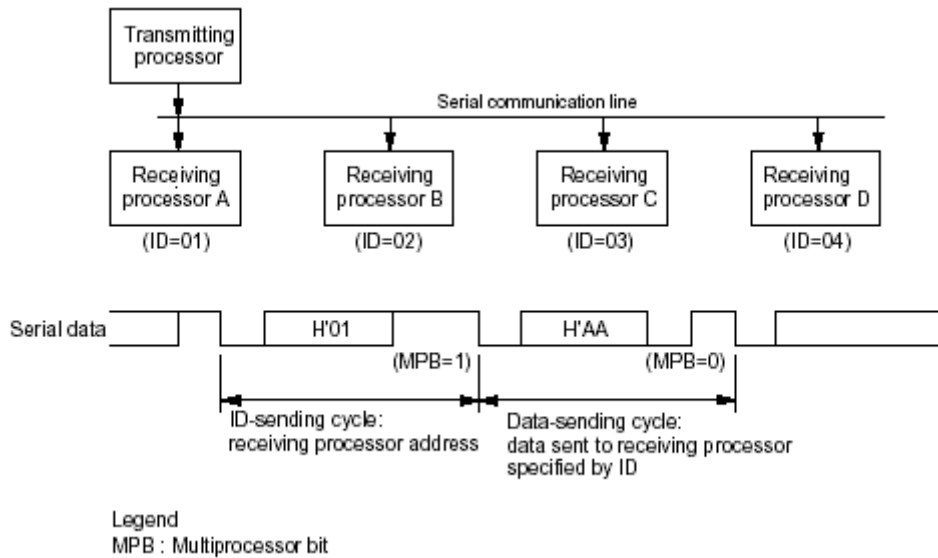 Transmitting
processor
Serial communication line
Receiving
processor A
Receiving
processor B
Receiving
processor C
Receiving
processor D
(ID=01)
(ID=02)
(ID=03)
(ID=04)
Serial data
H'01
H'AA
(MPB=1)
(MPB=0)
ID-sending cycle:
receiving processor address
Data-sending cycle:
data sent to receiving processor
specified by ID
Legend
MPB : Multiprocessor bit